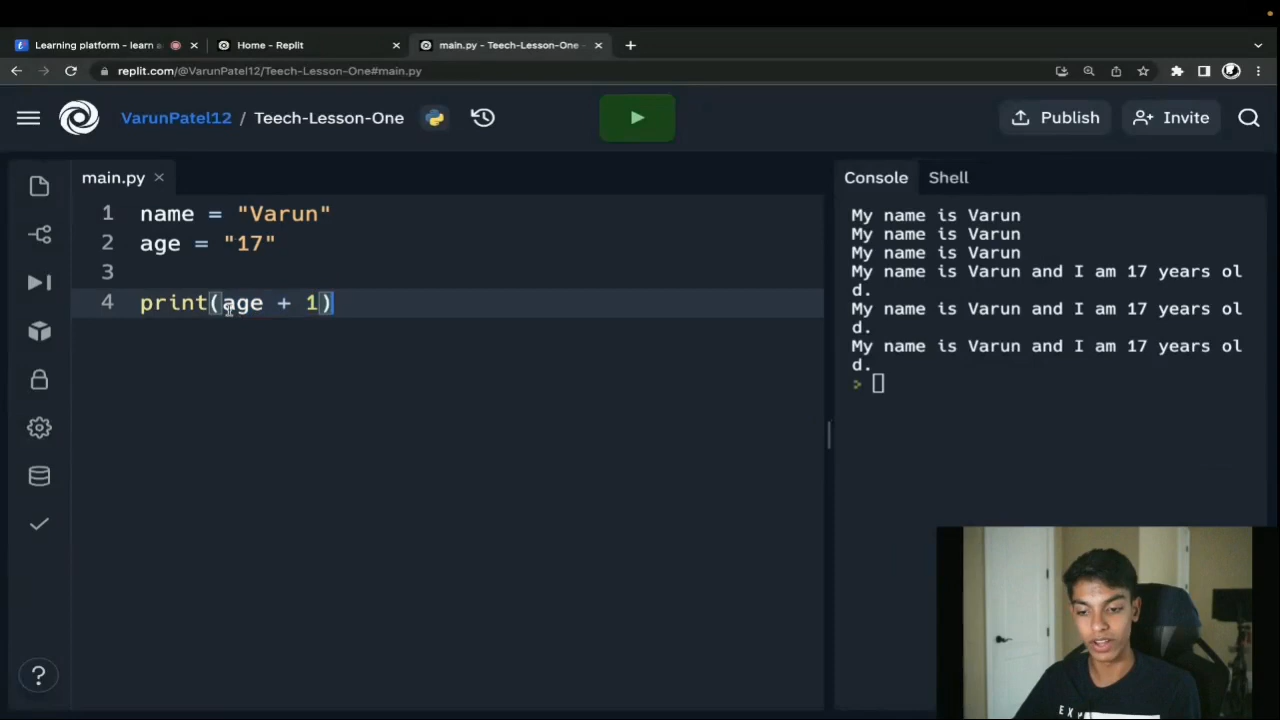 Learning platform - learn a
Home - Replit
main.py - Teech-Lesson-One -
replit.com/@VarunPatel12/Teech-Lesson-One#main.py
VarunPatel12 / Teech-Lesson-One
Publish
Invite
main.py
1 name = "Varun"
2 age = "17"
3
4 print(age + 1)
Console
Shell
My name is Varun
My name is Varun
My name is Varun
My name is Varun and I am 17 years ol
d.
My name is Varun and I am 17 years ol
d.
My name is Varun and I am 17 years ol
d.
>
?
EXP